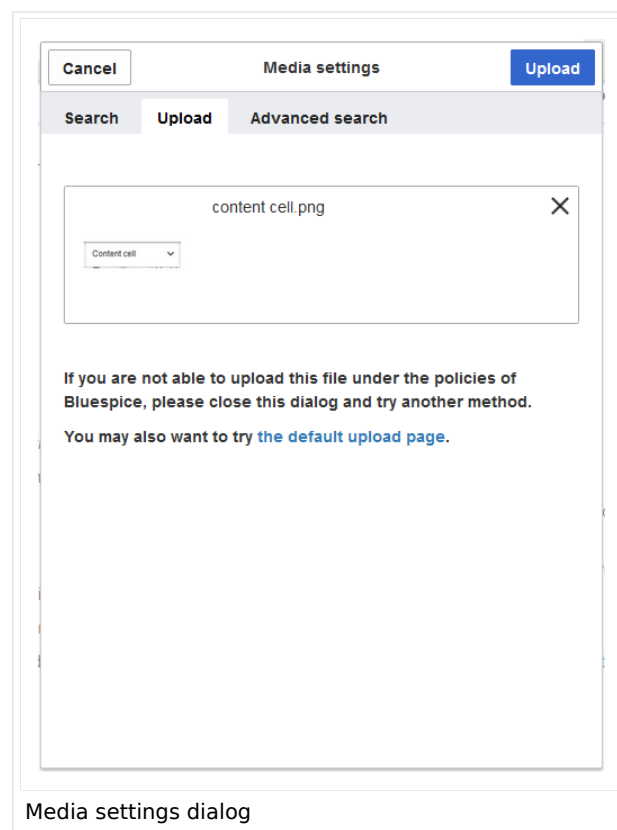 Cancel Media settings Upload
Search Upload Advanced search
content cell.png
Content cell
If you are not able to upload this file under the policies of
Bluespice, please close this dialog and try another method.
You may also want to try the default upload page.
Media settings dialog